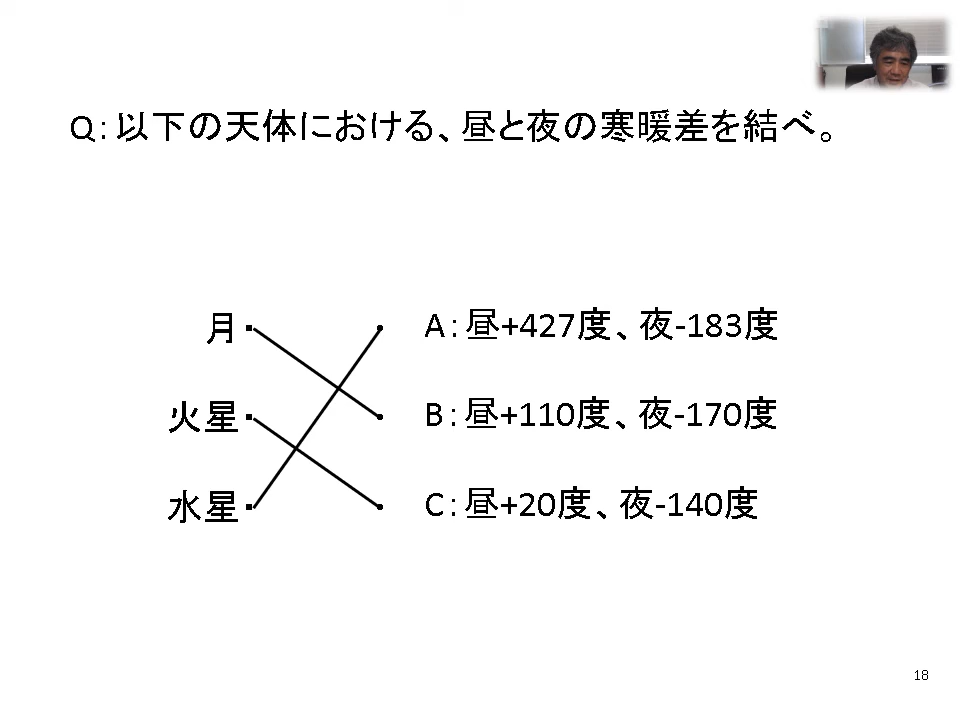 Q：以下の天体における、昼と夜の寒暖差を結べ。
月
A：昼+427度、夜-183度
火星
B：昼+110度、夜-170度
水星
C：昼+20度、夜-140度
18